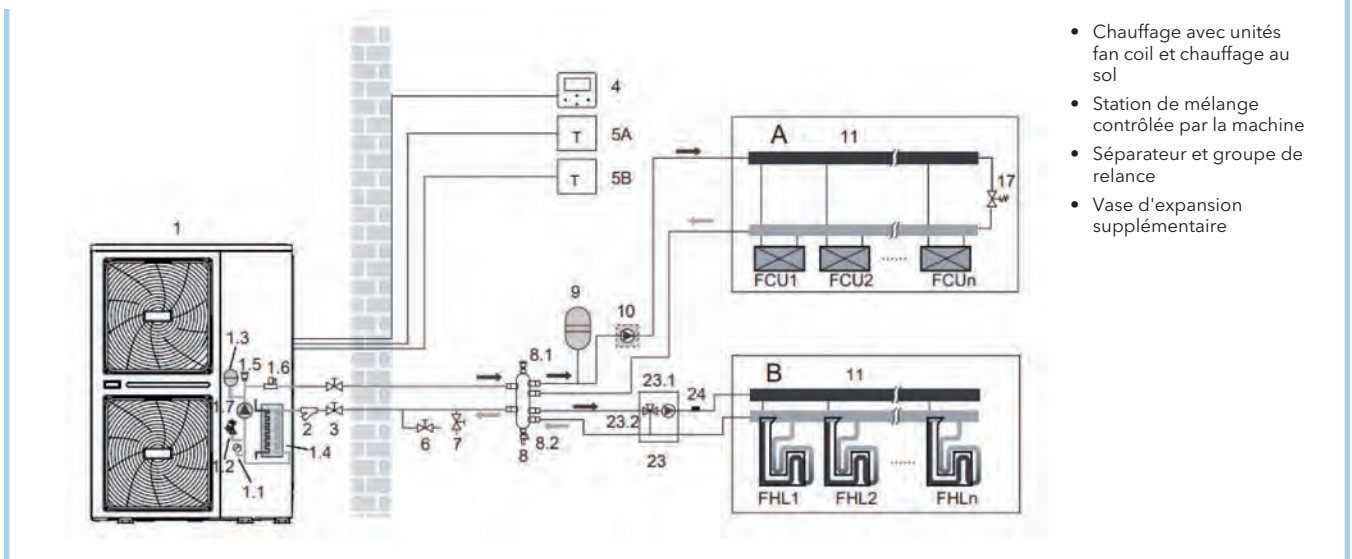 • Chauffage avec unités
fan coil et chauffage au
sol
• Station de mélange
contrôlée par la machine
• Séparateur et groupe de
relance
• Vase d'expansion
supplémentaire
4
T 5A
T 5B
A 11
17
FCU1 FCU2 ...... FCUn
1
1.3
1.5
1.6
1.7
1.2
1.1
1.4
2
3
6
7
8.1
8
8.2
9
10
23.1
23.2
23
24
B 11
FHL1 FHL2 ...... FHLn